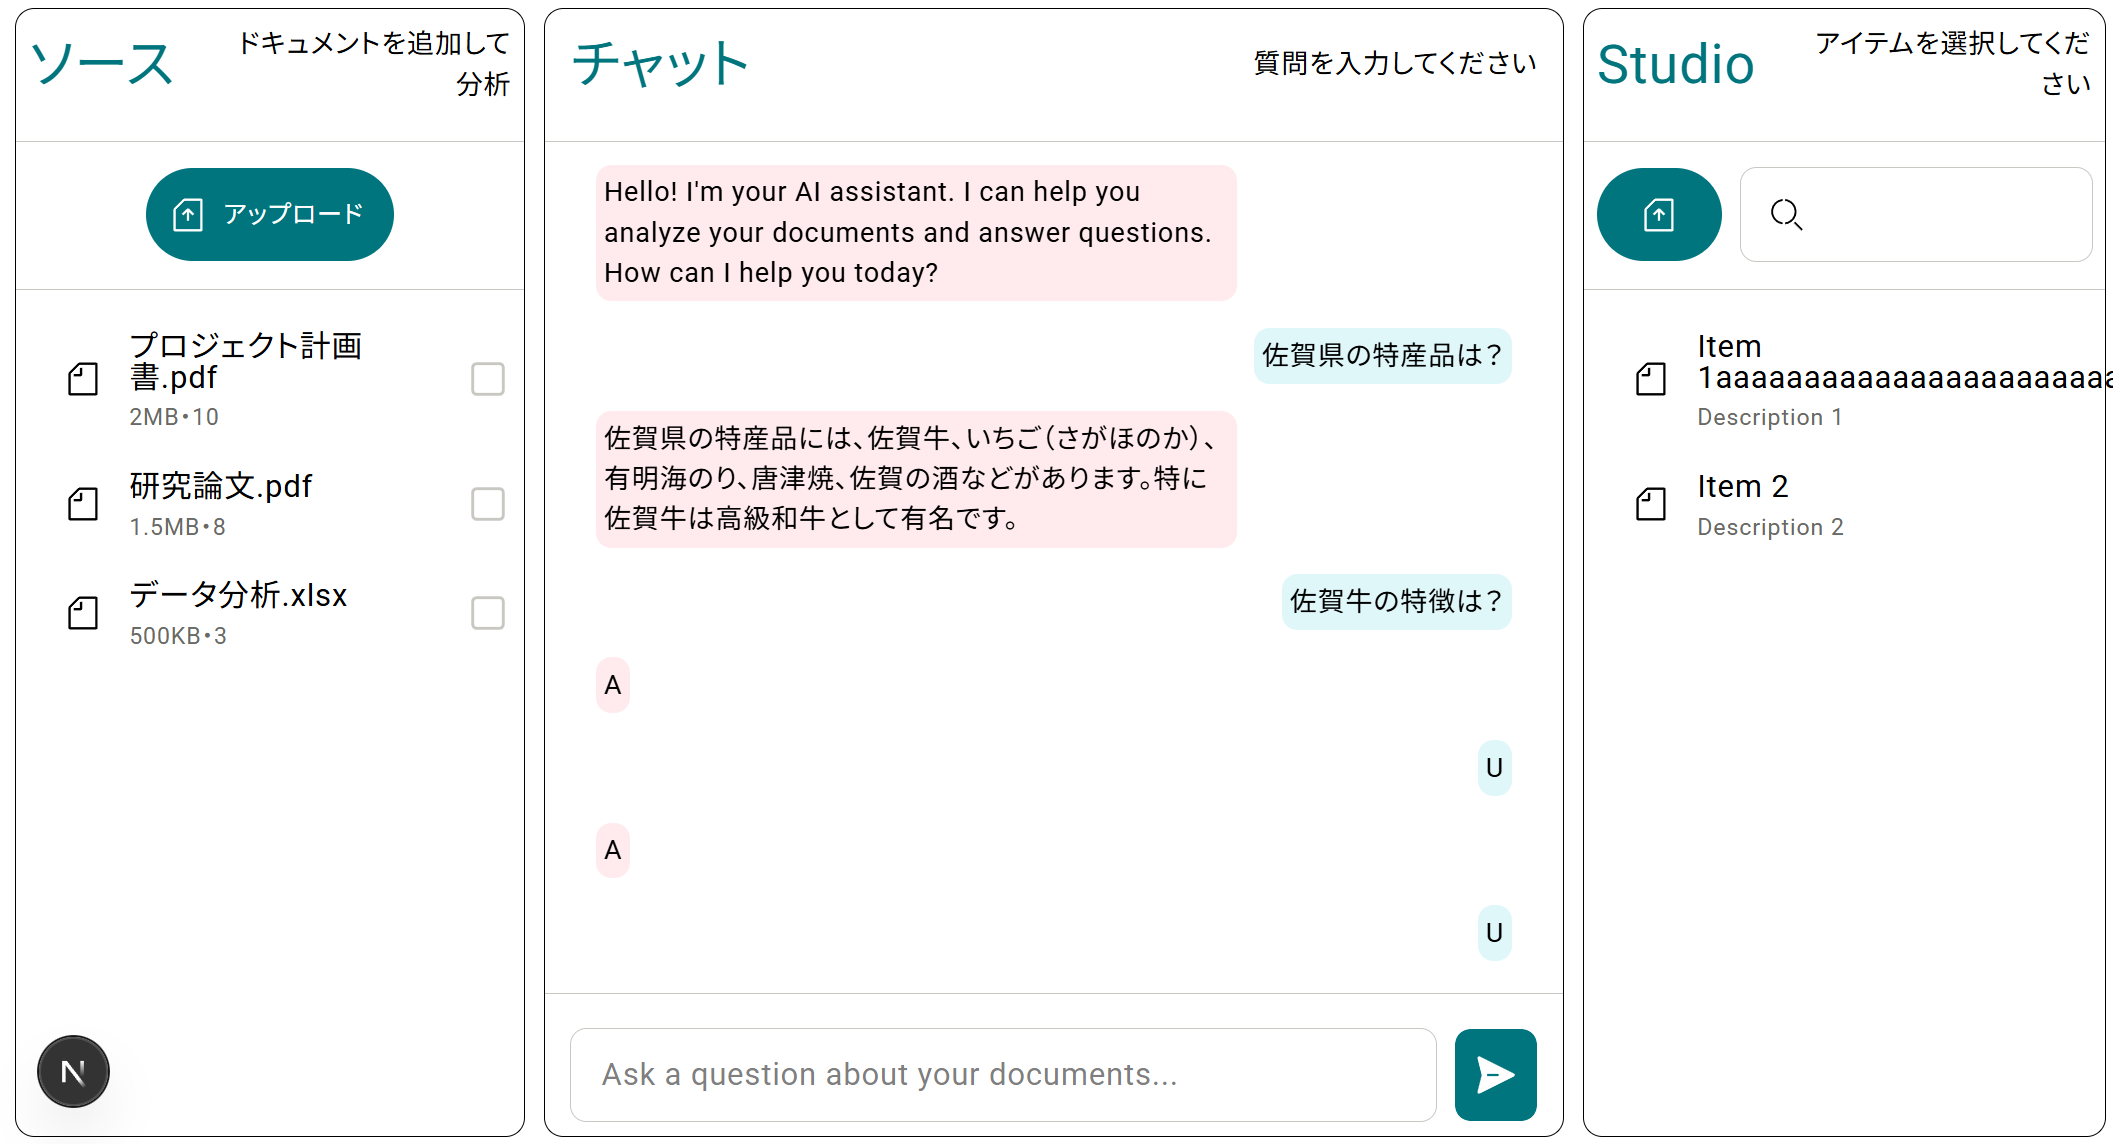 ソース
ドキュメントを追加して
分析
アップロード
プロジェクト計画
書.pdf
2MB•10
研究論文.pdf
1.5MB•8
データ分析.xlsx
500KB•3
N
チャット
質問を入力してください
Hello! I'm your AI assistant. I can help you
analyze your documents and answer questions.
How can I help you today?
佐賀県の特産品は？
佐賀県の特産品には、佐賀牛、いちご（さがほのか）、
有明海のり、唐津焼、佐賀の酒などがあります。特に
佐賀牛は高級和牛として有名です。
佐賀牛の特徴は？
A
U
A
U
Ask a question about your documents...
Studio
アイテムを選択してくだ
さい
Item
1aaaaaaaaaaaaaaaaaaaaaaa
Description 1
Item 2
Description 2